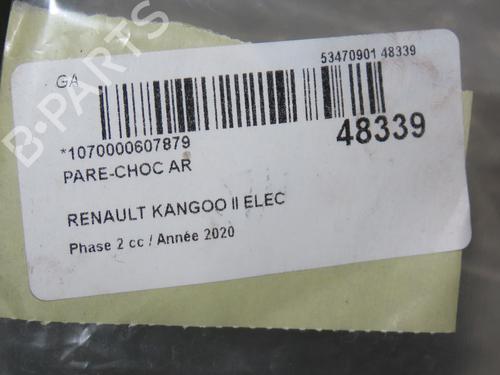 GA
53470901 48339
*1070000607879
48339
PARE-CHOC AR
RENAULT KANGOO II ELEC
Phase 2 cc / Année 2020
B-PARTS